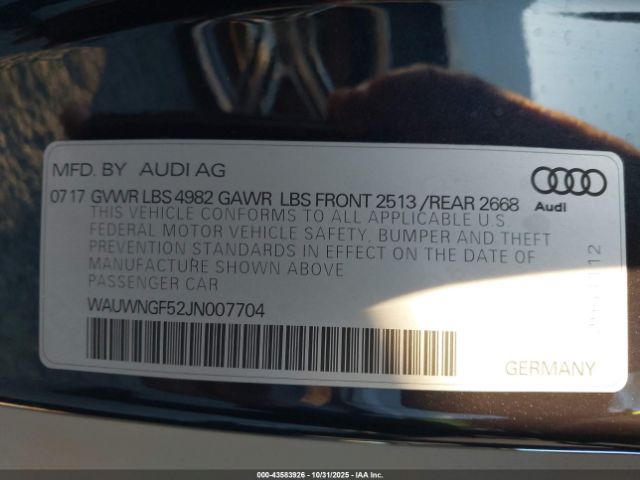 MFD. BY AUDI AG
0717 GVWR LBS 4982 GAWR LBS FRONT 2513 /REAR 2668
Audi
THIS VEHICLE CONFORMS TO ALL APPLICABLE U.S.
FEDERAL MOTOR VEHICLE SAFETY, BUMPER AND THEFT
PREVENTION STANDARDS IN EFFECT ON THE DATE OF
MANUFACTURE SHOWN ABOVE
PASSENGER CAR
WAUWNGF52JN007704
GERMANY
000-43583926 - 10/31/2025 - IAAI.com